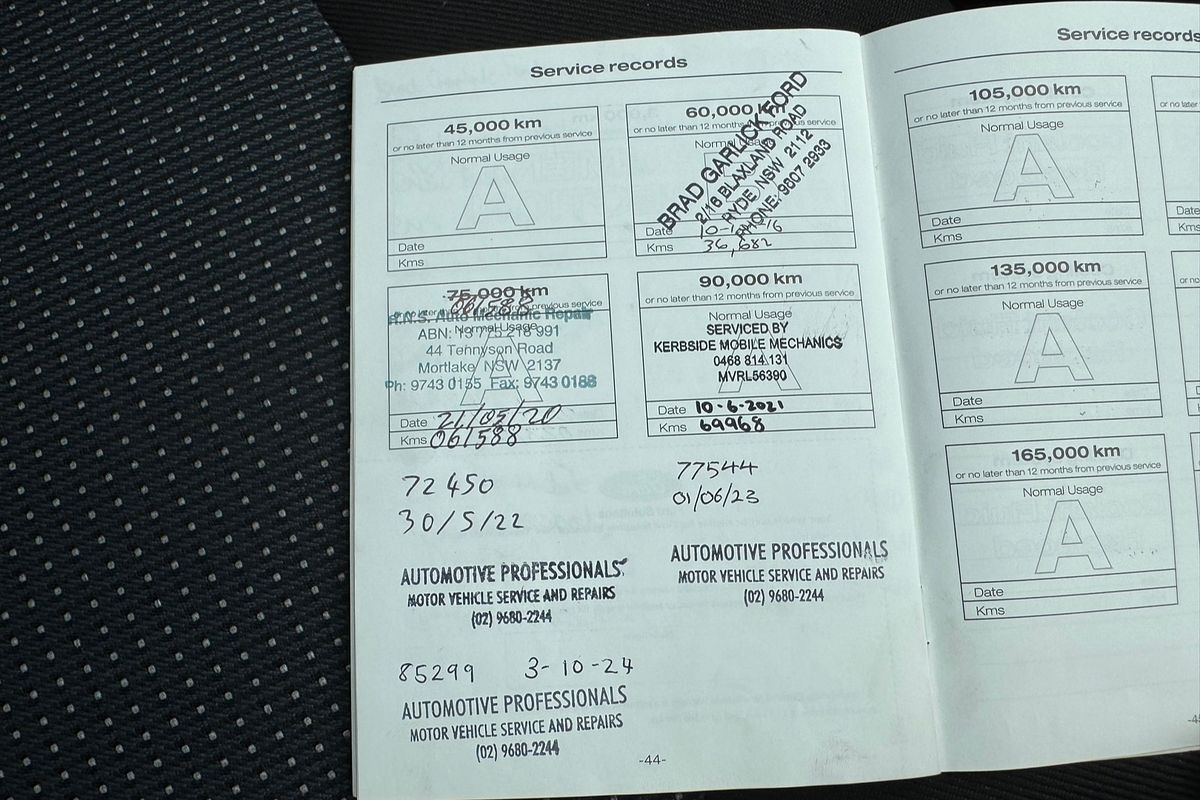 Service records
45,000 km
or no later than 12 months from previous service
Normal Usage
A
Date
Kms
60,000 k
or no later than 12 months from previous service
BRAD GARLICK FORD
2/16 BLAXLAND ROAD
RYDE NSW 2112
PHONE: 9807 2933
Date
Kms 36,682
75,000 km
061588
previous service
Auto Mechanic Repair
Normal Usage
44 Tennyson Road
Mortlake NSW 2137
Ph: 9743 0155 Fax: 9743 0188
Date 21/05/20
Kms 061588
90,000 km
or no later than 12 months from previous service
Normal Usage
A
SERVICED BY
KERBSIDE MOBILE MECHANICS
0468 814 131
MVRL56390
Date 10-6-2021
Kms 69968
72450
30/5/22
AUTOMOTIVE PROFESSIONALS
MOTOR VEHICLE SERVICE AND REPAIRS
(02) 9680-2244
77544
01/06/23
AUTOMOTIVE PROFESSIONALS
MOTOR VEHICLE SERVICE AND REPAIRS
(02) 9680-2244
85299 3-10-24
AUTOMOTIVE PROFESSIONALS
MOTOR VEHICLE SERVICE AND REPAIRS
(02) 9680-2244
-44-
Service records
105,000 km
or no later than 12 months from previous service
Normal Usage
A
Date
Kms
135,000 km
or no later than 12 months from previous service
Normal Usage
A
Date
Kms
165,000 km
or no later than 12 months from previous service
Normal Usage
A
Date
Kms
or no
Date
Kms